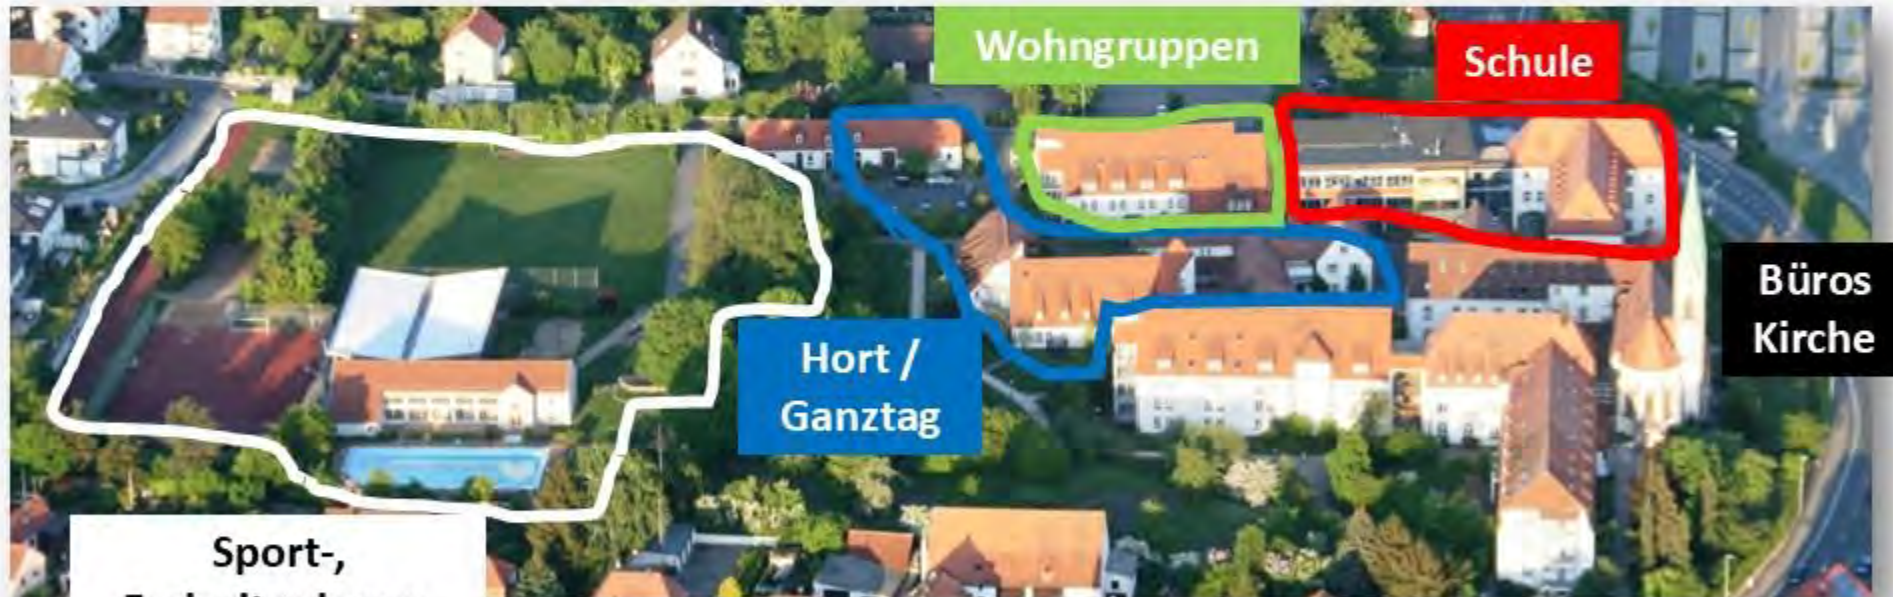 Wohngruppen
Schule
Büros
Kirche
Hort /
Ganztag
Sport-,